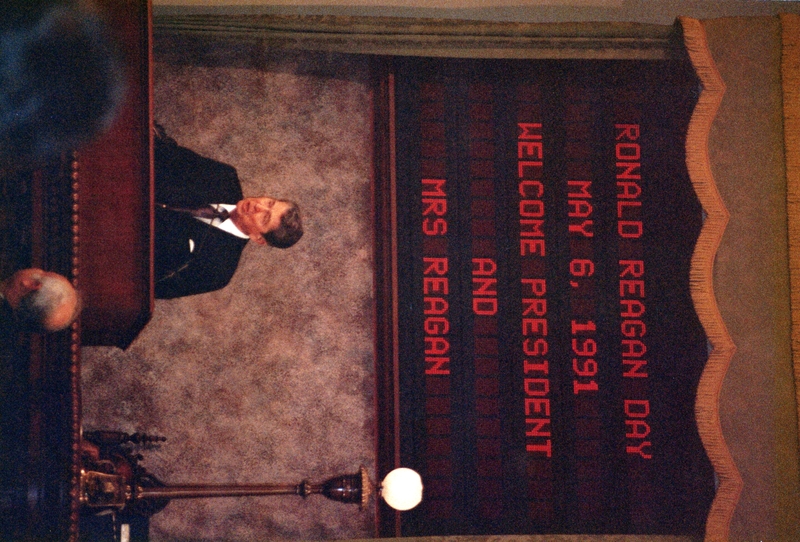 RONALD REAGAN DAY
MAY 6, 1991
WELCOME PRESIDENT
AND
MRS REAGAN